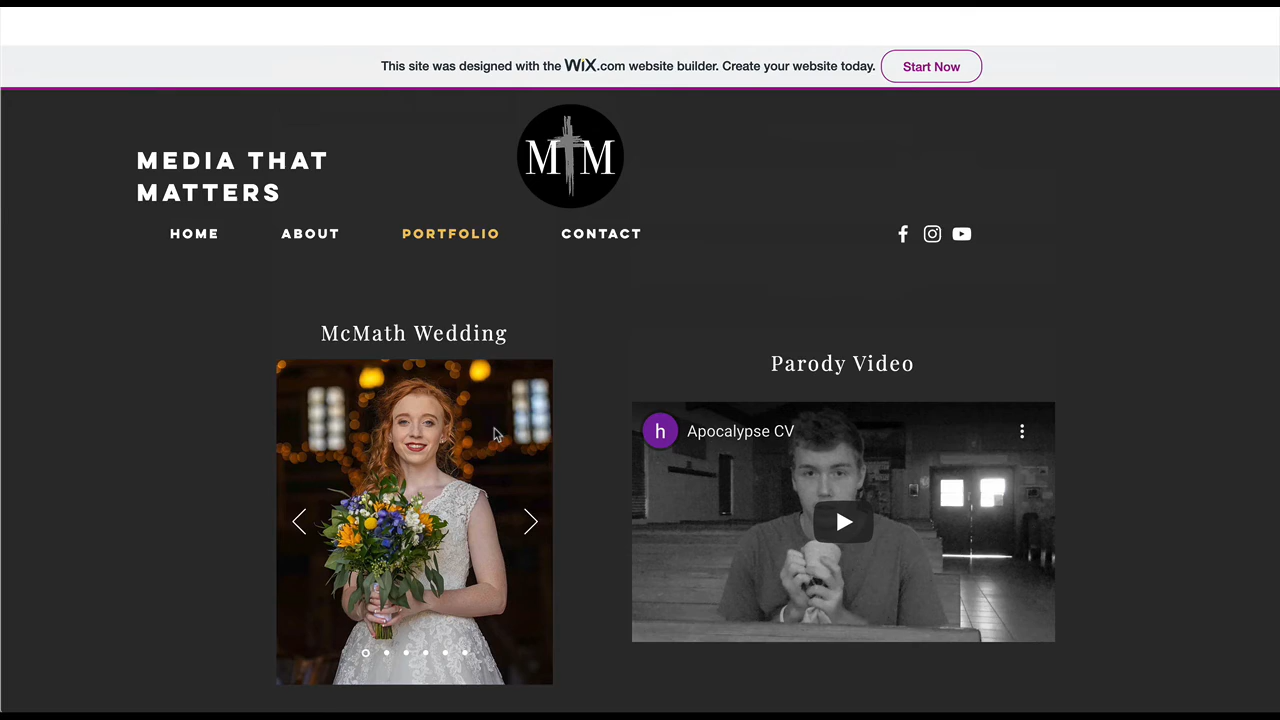 This site was designed with the WiX.com website builder. Create your website today. Start Now
MEDIA THAT
MATTERS
M M
HOME ABOUT PORTFOLIO CONTACT
McMath Wedding
Parody Video
h Apocalypse CV